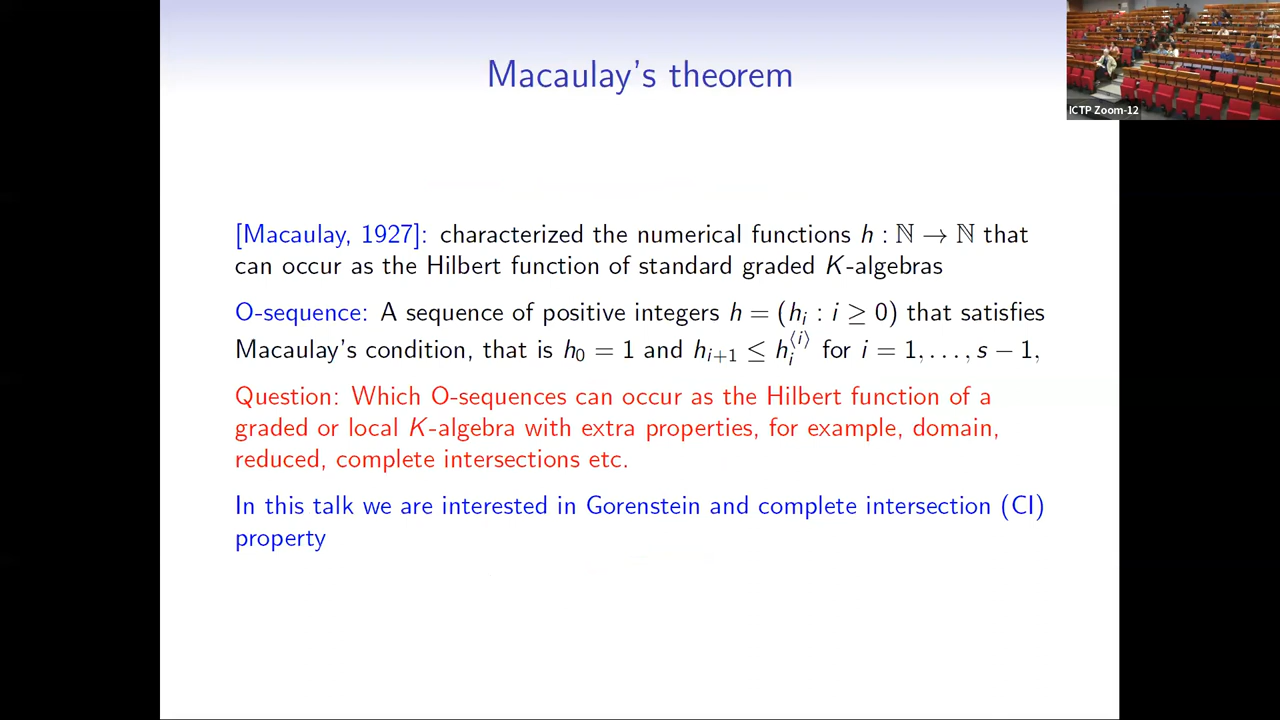 Macaulay's theorem
ICTP Zoom-12
[Macaulay, 1927]: characterized the numerical functions h : ℕ → ℕ that
can occur as the Hilbert function of standard graded K-algebras
O-sequence: A sequence of positive integers h = (h_i : i ≥ 0) that satisfies
Macaulay's condition, that is h_0 = 1 and h_{i+1} ≤ h_i^{⟨i⟩} for i = 1, . . . , s − 1,
Question: Which O-sequences can occur as the Hilbert function of a
graded or local K-algebra with extra properties, for example, domain,
reduced, complete intersections etc.
In this talk we are interested in Gorenstein and complete intersection (CI)
property